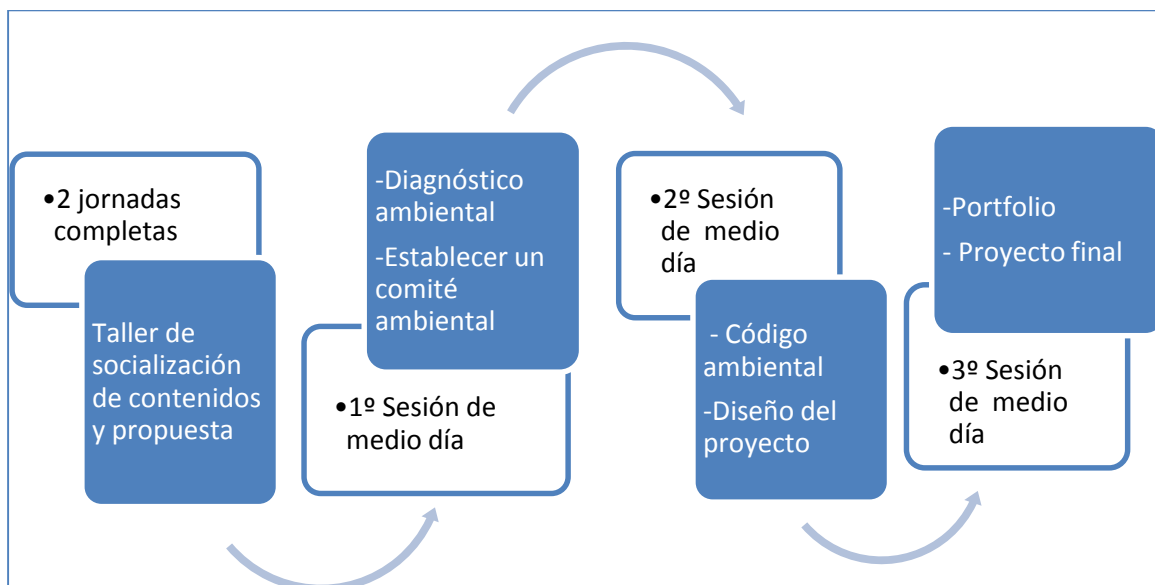 •2 jornadas
completas
Taller de
socialización
de contenidos
y propuesta
-Diagnóstico
ambiental
-Establecer un
comité
ambiental
•1º Sesión de
medio día
•2º Sesión
de medio
día
- Código
ambiental
-Diseño del
proyecto
-Portfolio
- Proyecto final
•3º Sesión
de medio
día